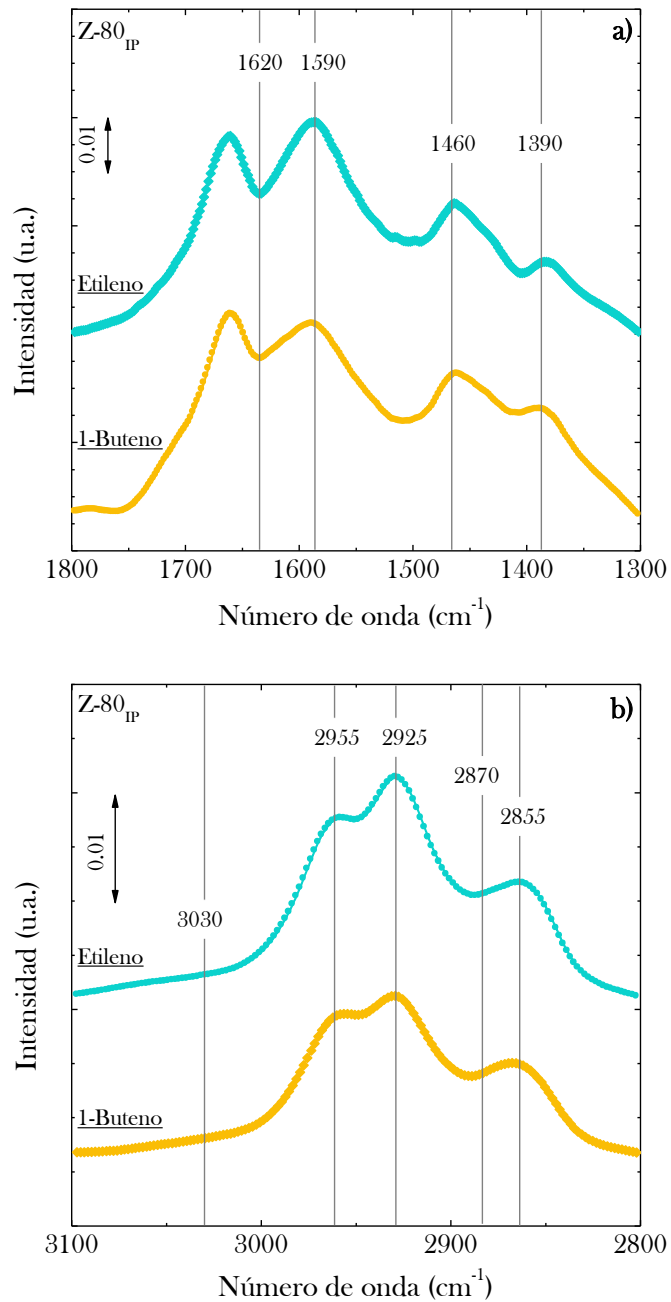 Z-80IP
a)
1620
1590
1460
1390
0.01
Etileno
1-Buteno
Intensidad (u.a.)
1800
1700
1600
1500
1400
1300
Número de onda (cm-1)
Z-80IP
b)
2955
2925
2870
2855
0.01
3030
Etileno
1-Buteno
Intensidad (u.a.)
3100
3000
2900
2800
Número de onda (cm-1)